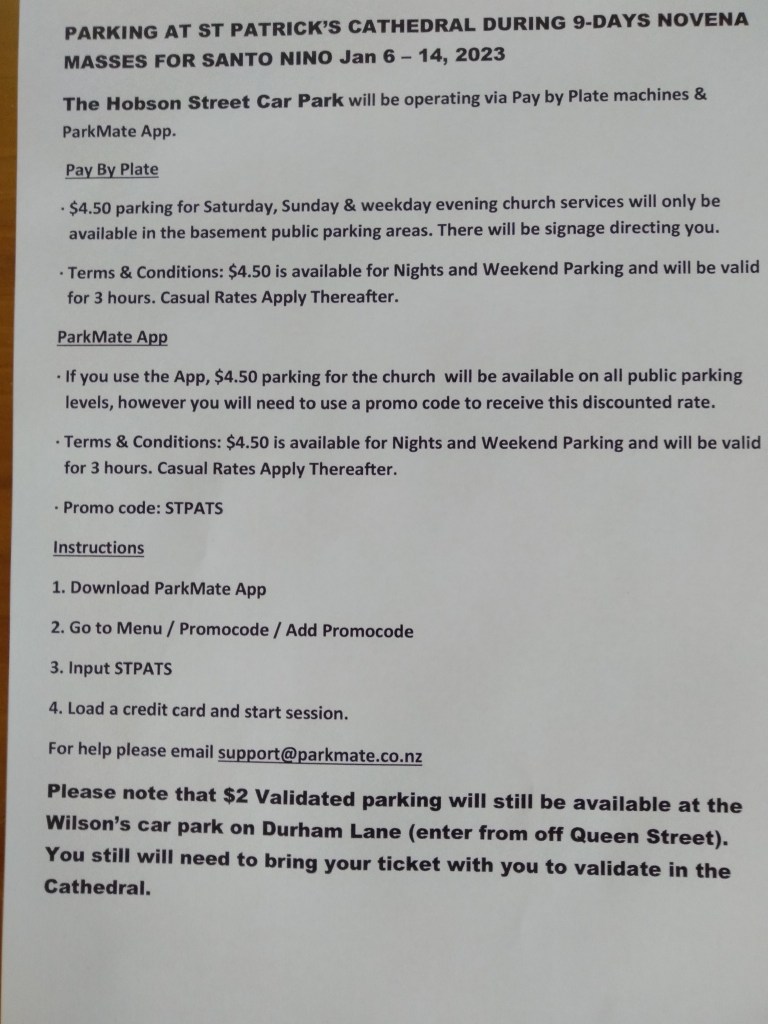 PARKING AT ST PATRICK'S CATHEDRAL DURING 9-DAYS NOVENA
MASSES FOR SANTO NINO Jan 6 – 14, 2023
The Hobson Street Car Park will be operating via Pay by Plate machines &
ParkMate App.
Pay By Plate
· $4.50 parking for Saturday, Sunday & weekday evening church services will only be
available in the basement public parking areas. There will be signage directing you.
· Terms & Conditions: $4.50 is available for Nights and Weekend Parking and will be valid
for 3 hours. Casual Rates Apply Thereafter.
ParkMate App
· If you use the App, $4.50 parking for the church will be available on all public parking
levels, however you will need to use a promo code to receive this discounted rate.
· Terms & Conditions: $4.50 is available for Nights and Weekend Parking and will be valid
for 3 hours. Casual Rates Apply Thereafter.
· Promo code: STPATS
Instructions
1. Download ParkMate App
2. Go to Menu / Promocode / Add Promocode
3. Input STPATS
4. Load a credit card and start session.
For help please email support@parkmate.co.nz
Please note that $2 Validated parking will still be available at the
Wilson's car park on Durham Lane (enter from off Queen Street).
You still will need to bring your ticket with you to validate in the
Cathedral.